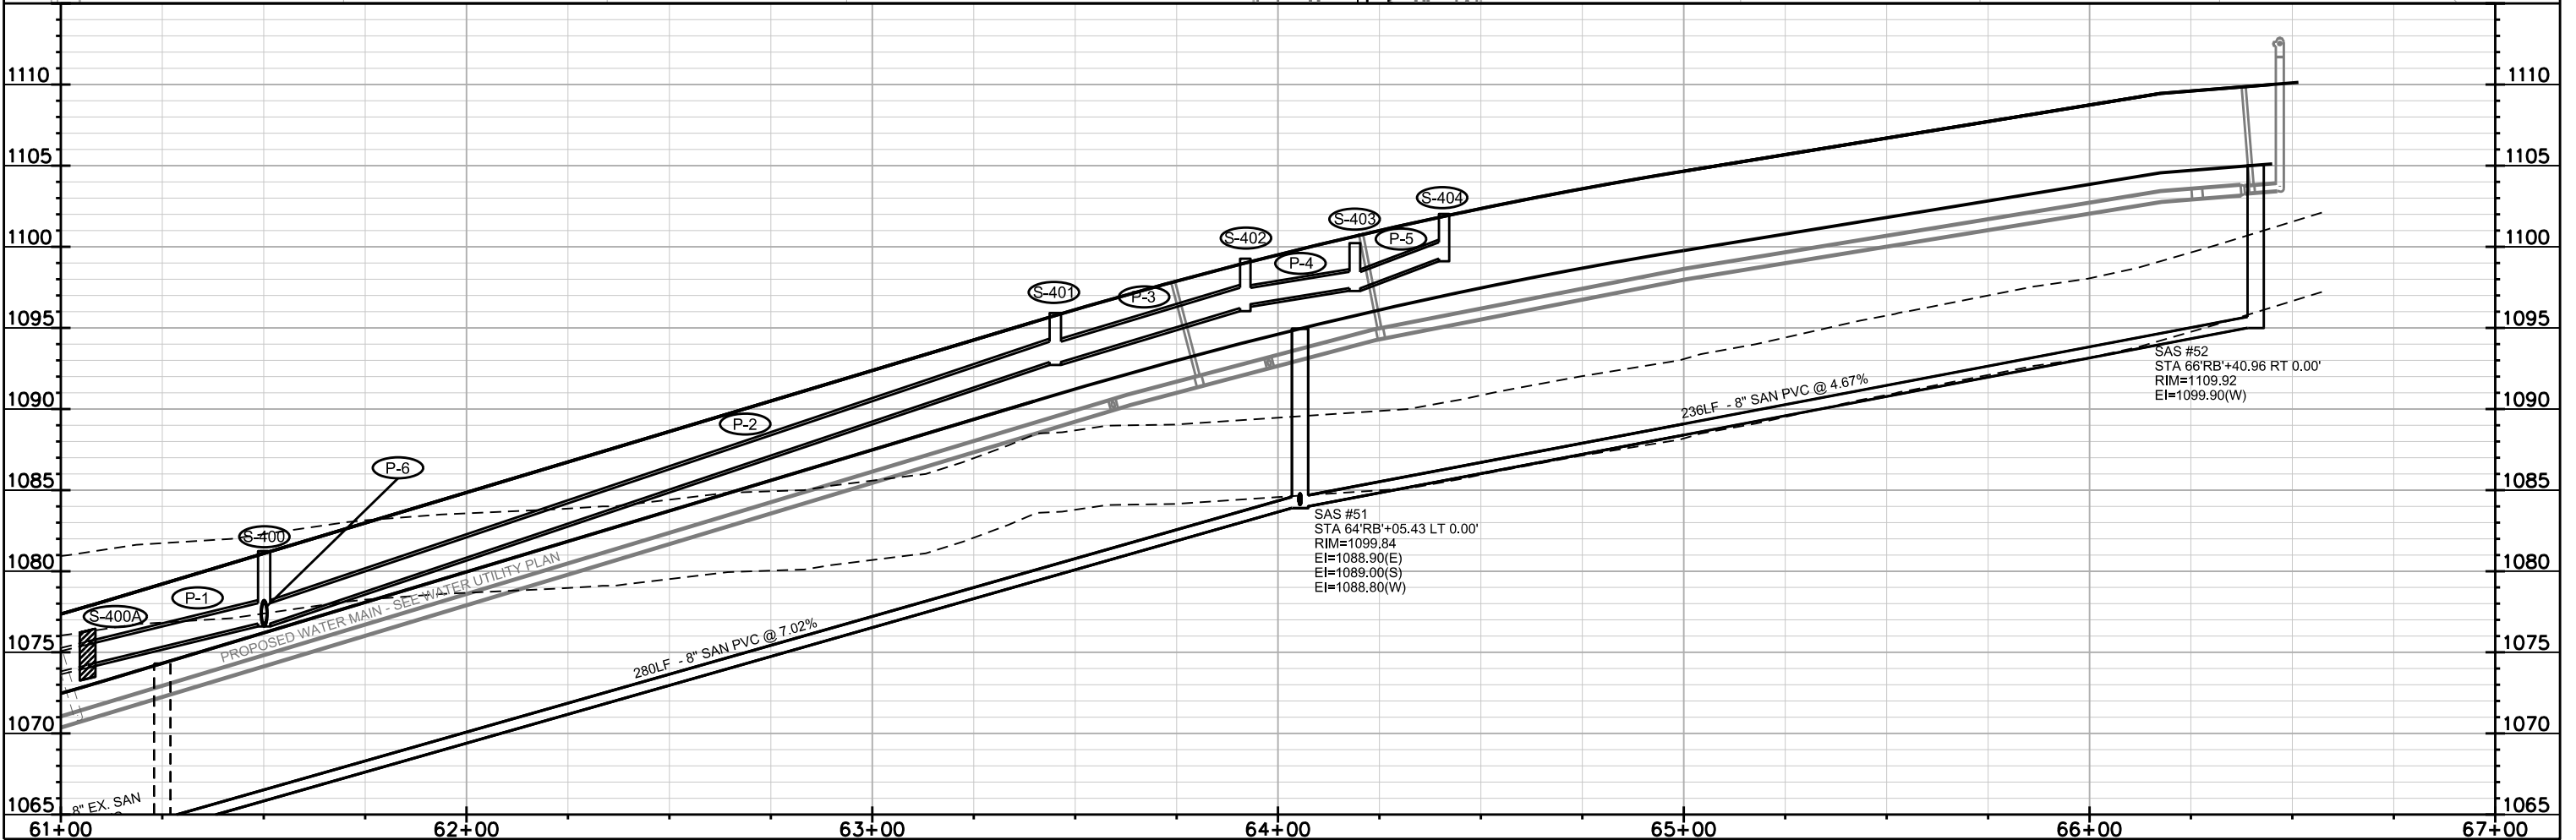 1110
1110
1105
1105
1100
1100
1095
1095
1090
1090
1085
1085
1080
1080
1075
1075
1070
1070
1065
1065
S-404
S-403
S-402
P-5
P-4
S-401
P-3
P-2
P-6
S-400
P-1
S-400A
PROPOSED WATER MAIN - SEE WATER UTILITY PLAN
280LF - 8" SAN PVC @ 7.02%
236LF - 8" SAN PVC @ 4.67%
SAS #52
STA 66'RB'+40.96 RT 0.00'
RIM=1109.92
EI=1099.90(W)
SAS #51
STA 64'RB'+05.43 LT 0.00'
RIM=1099.84
EI=1088.90(E)
EI=1089.00(S)
EI=1088.80(W)
8" EX. SAN
61+00
62+00
63+00
64+00
65+00
66+00
67+00